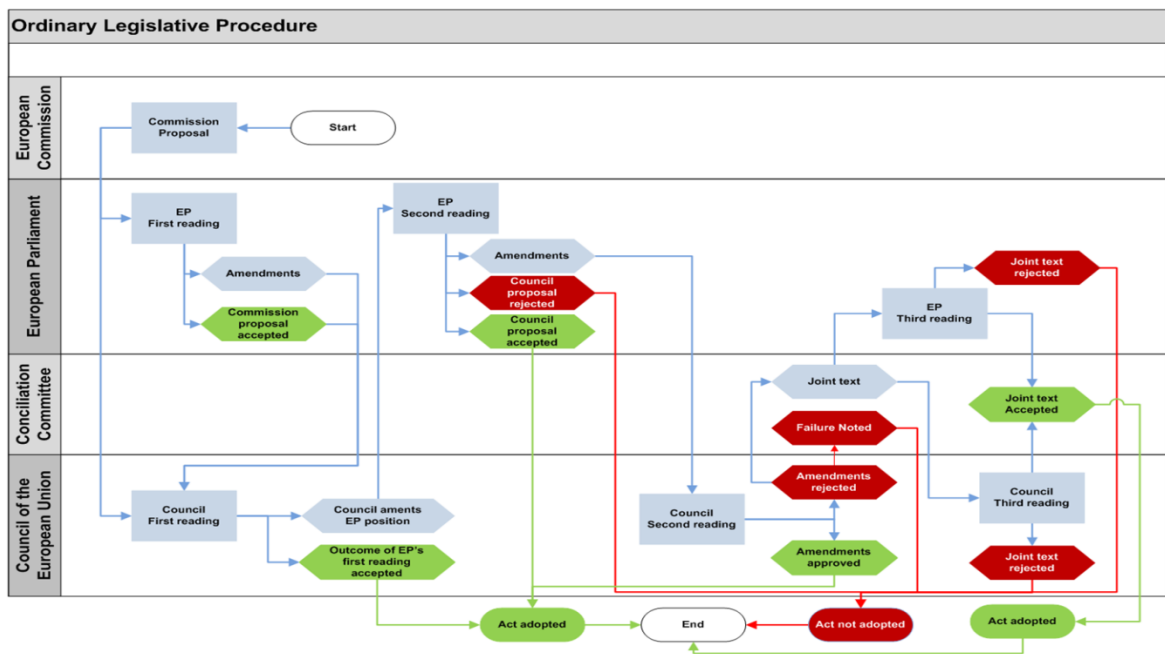 Ordinary Legislative Procedure
European
Commission
Commission
Proposal
Start
European Parliament
EP
First reading
Amendments
Commission
proposal
accepted
EP
Second reading
Amendments
Council
proposal
rejected
Council
proposal
accepted
EP
Third reading
Joint text
rejected
Conciliation
Committee
Joint text
Failure Noted
Joint text
Accepted
Council of the
European Union
Council
First reading
Council aments
EP position
Outcome of EP's
first reading
accepted
Council
Second reading
Amendments
rejected
Amendments
approved
Council
Third reading
Joint text
rejected
Act adopted
End
Act not adopted
Act adopted